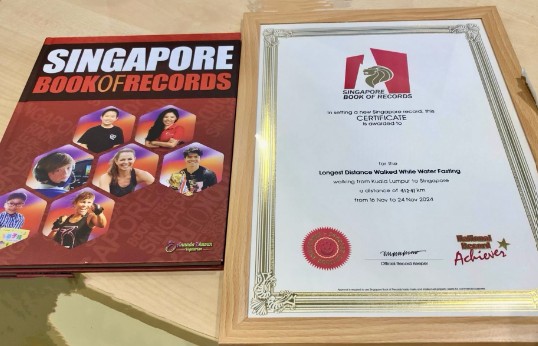 SINGAPORE
BOOK OF RECORDS
SINGAPORE
BOOK OF RECORDS
In setting a new Singapore record, this
CERTIFICATE
is awarded to
for the
Longest Distance Walked While Water Fasting
walking from Kuala Lumpur to Singapore
a distance of km
from 16 Nov to 24 Nov 2024
Official Record Keeper
National
Record
Achiever